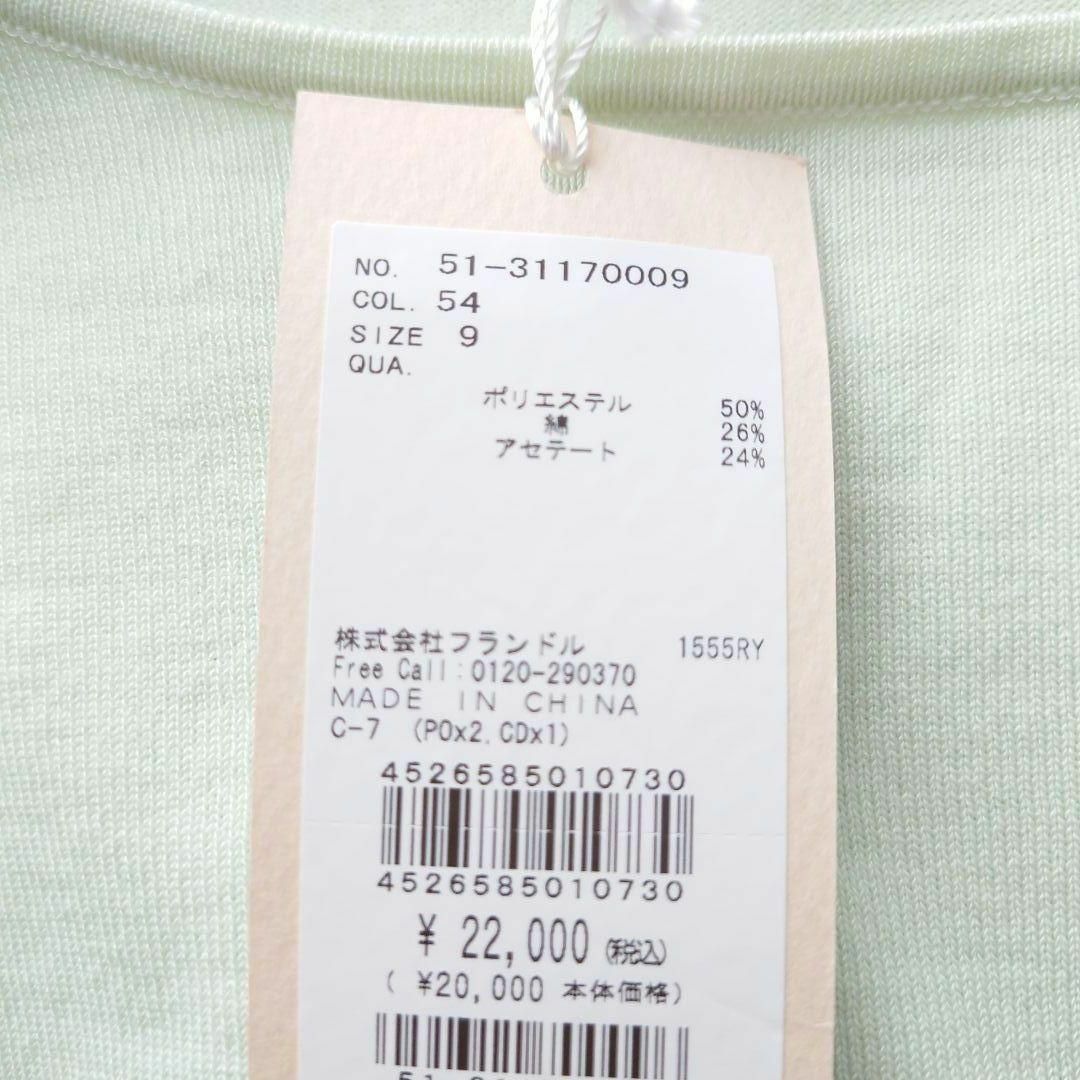 NO. 51-31170009
COL. 54
SIZE 9
QUA.
ポリエステル 50%
綿 26%
アセテート 24%
株式会社フランドル 1555RY
Free Call:0120-290370
MADE IN CHINA
C-7 (POx2.CDx1)
4526585010730
4526585010730
¥ 22,000 (税込)
( ¥20,000 本体価格)